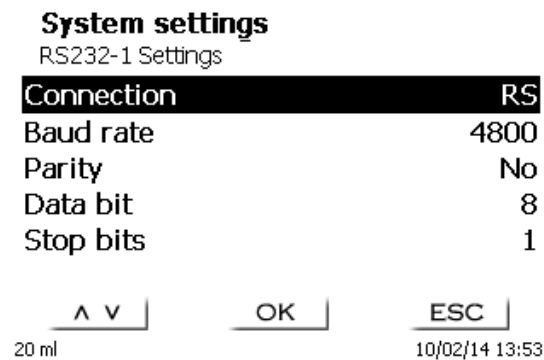 System settings
RS232-1 Settings
Connection RS
Baud rate 4800
Parity No
Data bit 8
Stop bits 1
∧ ∨ OK ESC
20 ml 10/02/14 13:53